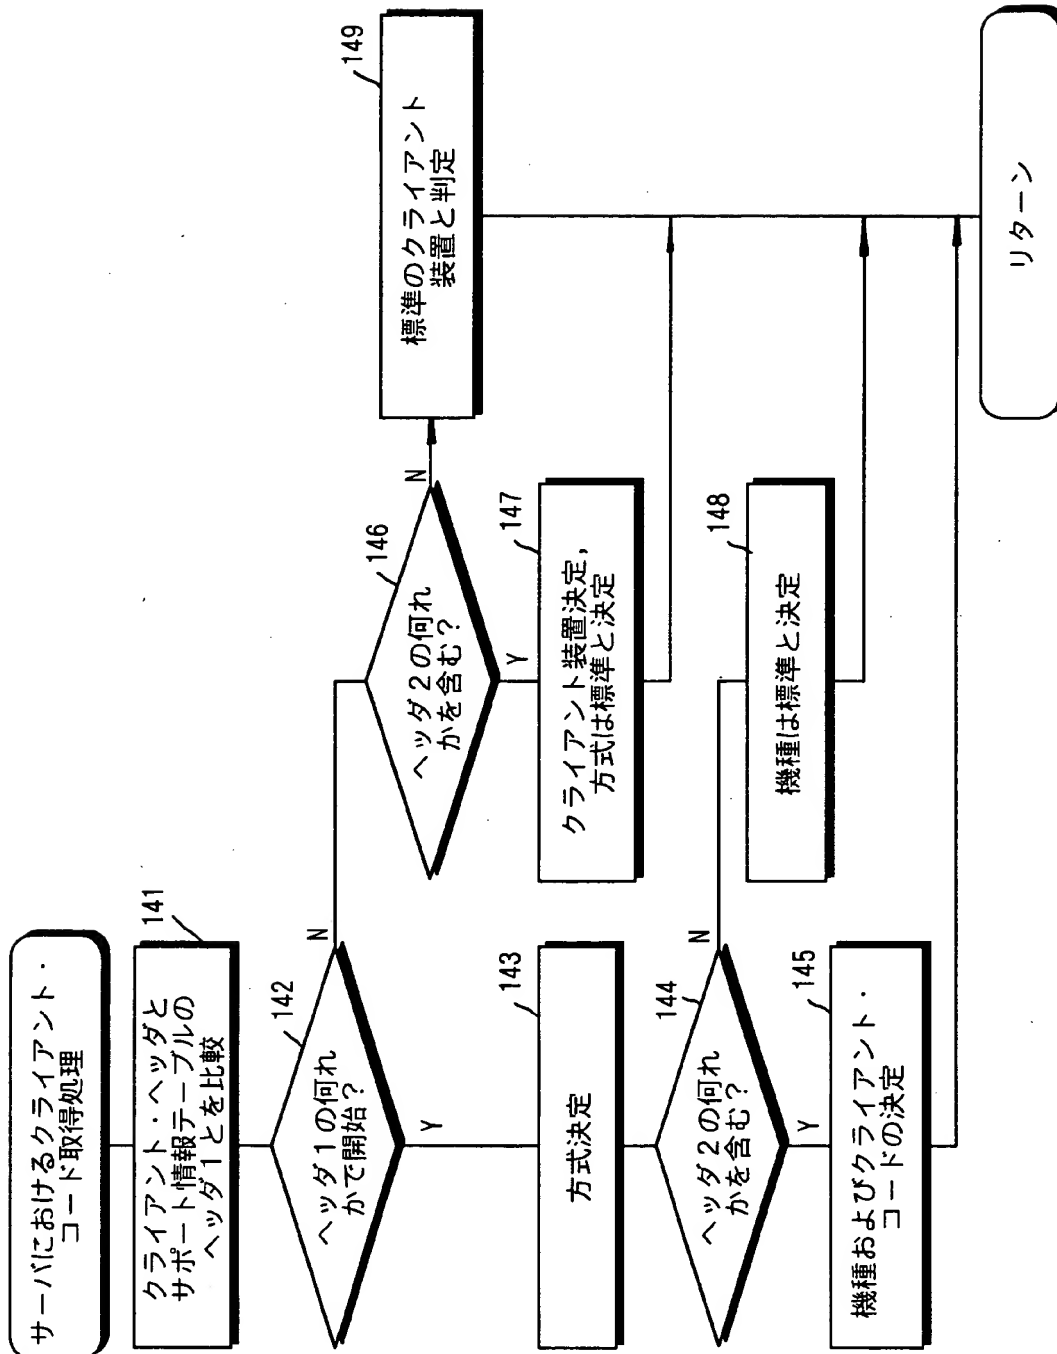 サーバにおけるクライアント・
コード取得処理
141
クライアント・ヘッダと
サポート情報テーブルの
ヘッダ1とを比較
142
ヘッダ1の何れ
かで開始?
N
Y
143
方式決定
144
ヘッダ2の何れ
かを含む?
N
Y
145
機種およびクライアント・
コードの決定
146
ヘッダ2の何れ
かを含む?
N
Y
147
クライアント装置決定,
方式は標準と決定
148
機種は標準と決定
149
標準のクライアント
装置と判定
リターン